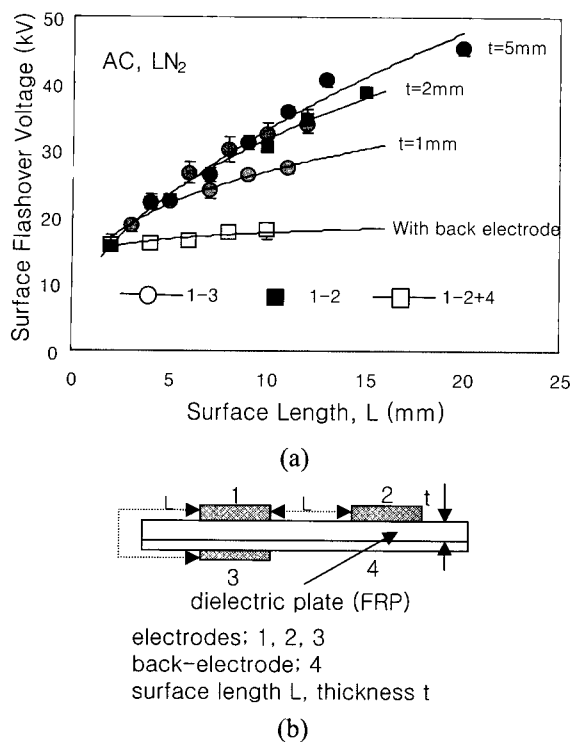 Surface Flashover Voltage (kV)
50
40
30
20
10
0
AC, LN2
t=5mm
t=2mm
t=1mm
With back electrode
1-3
1-2
1-2+4
0
5
10
15
20
25
Surface Length, L (mm)
(a)
L
1
L
2
t
3
4
dielectric plate (FRP)
electrodes; 1, 2, 3
back-electrode; 4
surface length L, thickness t
(b)